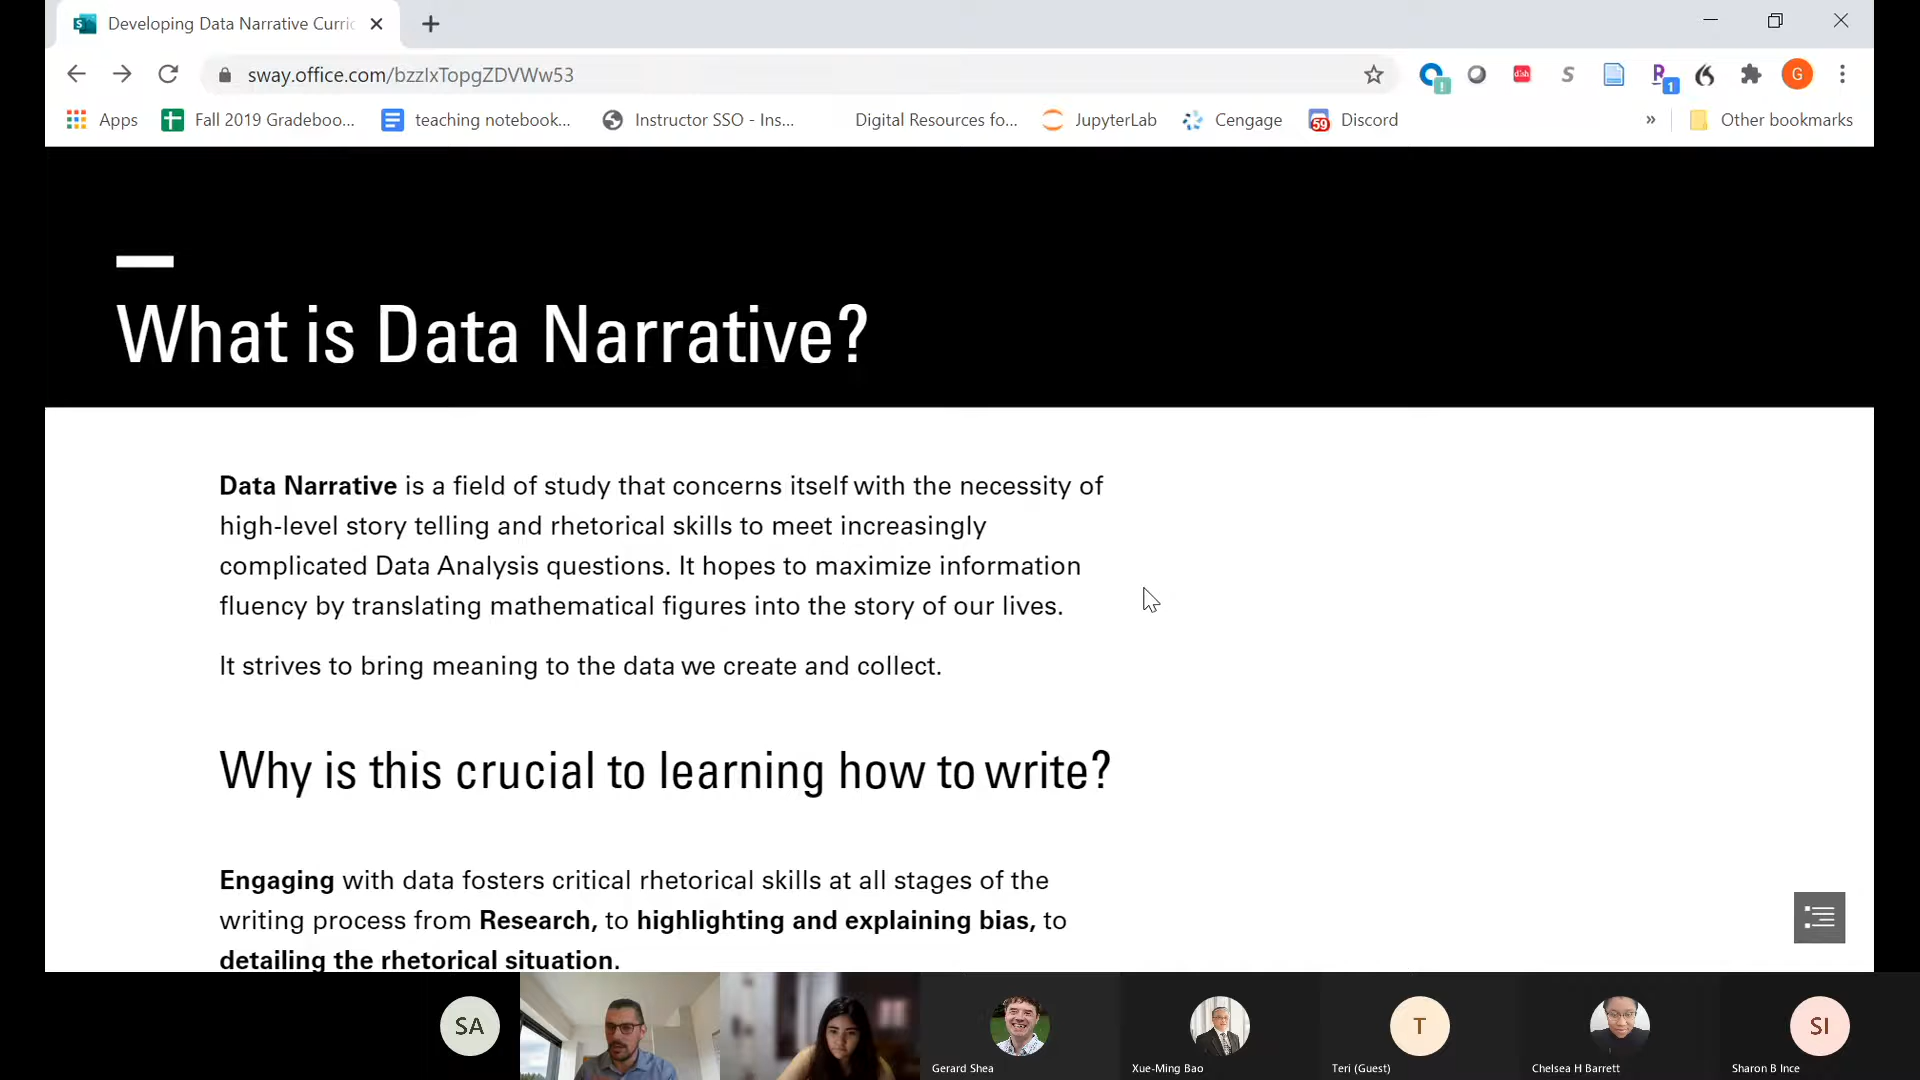 Developing Data Narrative Curric
sway.office.com/bzzIxTopgZDVWw53
dish
S
1
G
Apps
Fall 2019 Gradeboo...
teaching notebook...
Instructor SSO - Ins...
Digital Resources fo...
JupyterLab
Cengage
59
Discord
»
Other bookmarks
What is Data Narrative?
Data Narrative is a field of study that concerns itself with the necessity of
high-level story telling and rhetorical skills to meet increasingly
complicated Data Analysis questions. It hopes to maximize information
fluency by translating mathematical figures into the story of our lives.
It strives to bring meaning to the data we create and collect.
Why is this crucial to learning how to write?
Engaging with data fosters critical rhetorical skills at all stages of the
writing process from Research, to highlighting and explaining bias, to
detailing the rhetorical situation.
SA
T
SI
Gerard Shea
Xue-Ming Bao
Teri (Guest)
Chelsea H Barrett
Sharon B Ince